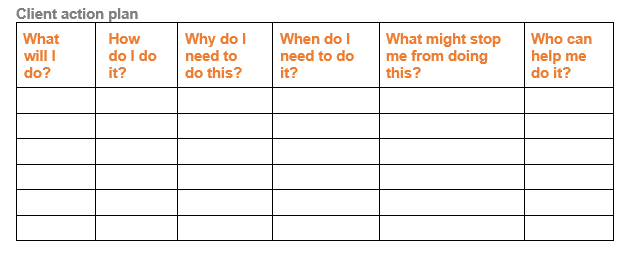 Client action plan
What will I do?
How do I do it?
Why do I need to do this?
When do I need to do it?
What might stop me from doing this?
Who can help me do it?